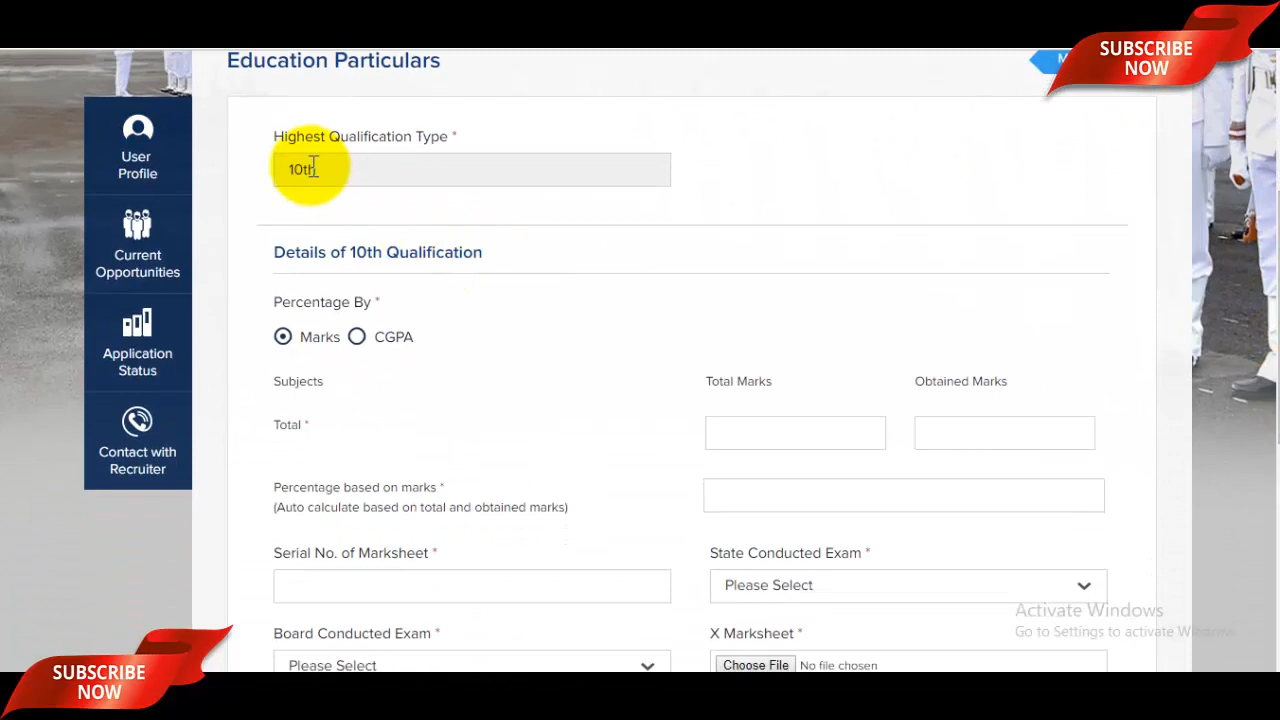 SUBSCRIBE
NOW
Education Particulars
User
Profile
Current
Opportunities
Application
Status
Contact with
Recruiter
Highest Qualification Type *
10th
Details of 10th Qualification
Percentage By *
Marks CGPA
Subjects Total Marks Obtained Marks
Total *
Percentage based on marks *
(Auto calculate based on total and obtained marks)
Serial No. of Marksheet * State Conducted Exam *
Please Select
Board Conducted Exam * X Marksheet *
Please Select Choose File No file chosen
Activate Windows
Go to Settings to activate Windows.
SUBSCRIBE
NOW